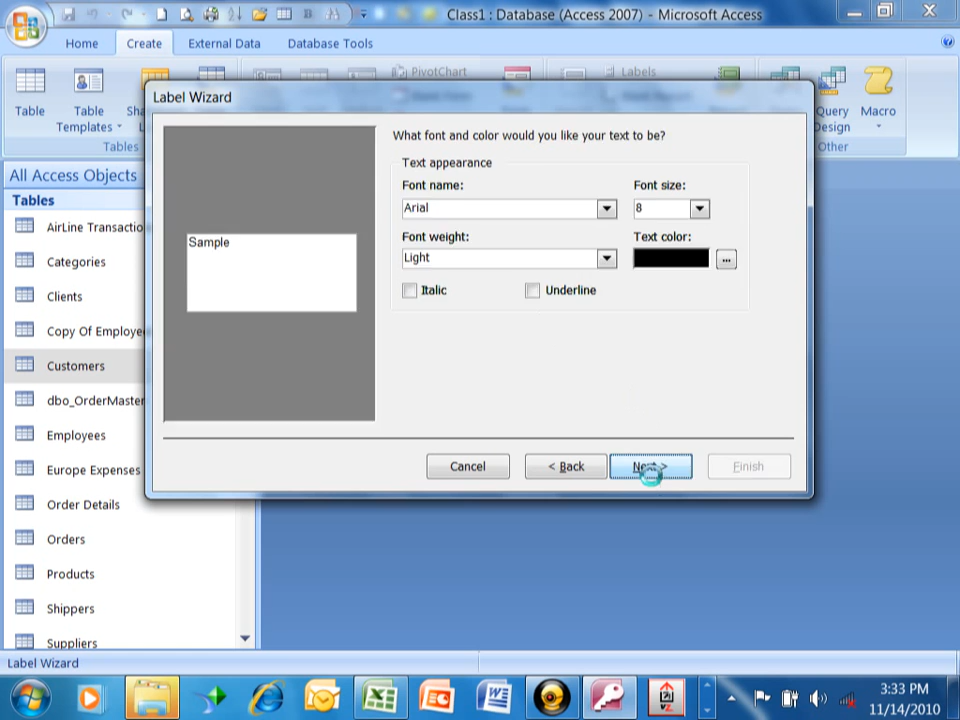 Class1 : Database (Access 2007) - Microsoft Access
Home Create External Data Database Tools
PivotChart
Labels
Table
Table
Templates
Query
Design
Macro
Tables
Other
Label Wizard
What font and color would you like your text to be?
Text appearance
Font name:
Font size:
Arial
8
Font weight:
Text color:
Light
...
Italic
Underline
Sample
Cancel
< Back
Next >
Finish
All Access Objects
Tables
AirLine Transactio
Categories
Clients
Copy Of Employe
Customers
dbo_OrderMaster
Employees
Europe Expenses
Order Details
Orders
Products
Shippers
Suppliers
Label Wizard
3:33 PM
11/14/2010